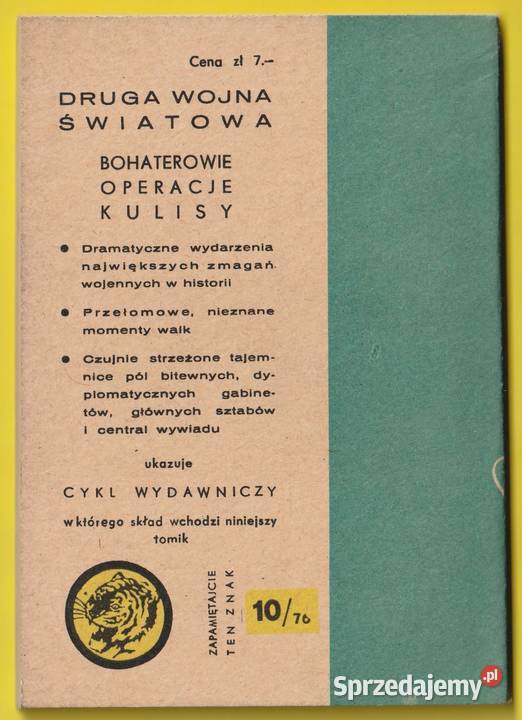 Cena zł 7.—
DRUGA WOJNA
ŚWIATOWA
BOHATEROWIE
OPERACJE
KULISY
● Dramatyczne wydarzenia
największych zmagań
wojennych w historii
● Przełomowe, nieznane
momenty walk
● Czujnie strzeżone tajem-
nice pól bitewnych, dy-
plomatycznych gabine-
tów, głównych sztabów
i central wywiadu
ukazuje
CYKL WYDAWNICZY
w którego skład wchodzi niniejszy
tomik
ZAPAMIĘTAJCIE
TEN ZNAK
10/76
Sprzedajemy.pl